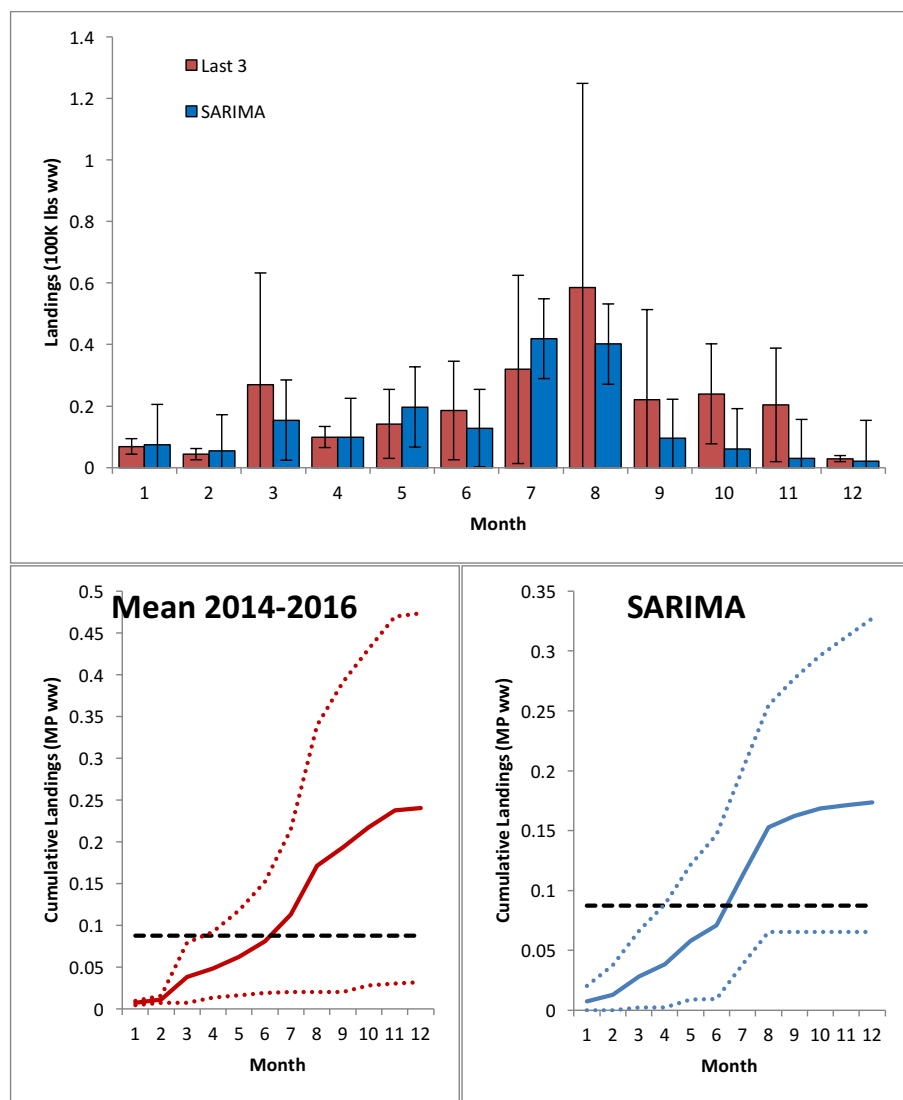 1.4
1.2
1
0.8
0.6
0.4
0.2
0
Landings (100K lbs ww)
Last 3
SARIMA
1 2 3 4 5 6 7 8 9 10 11 12
Month
Mean 2014-2016
0.5
0.45
0.4
0.35
0.3
0.25
0.2
0.15
0.1
0.05
0
Cumulative Landings (MP ww)
1 2 3 4 5 6 7 8 9 10 11 12
Month
SARIMA
0.35
0.3
0.25
0.2
0.15
0.1
0.05
0
Cumulative Landings (MP ww)
1 2 3 4 5 6 7 8 9 10 11 12
Month